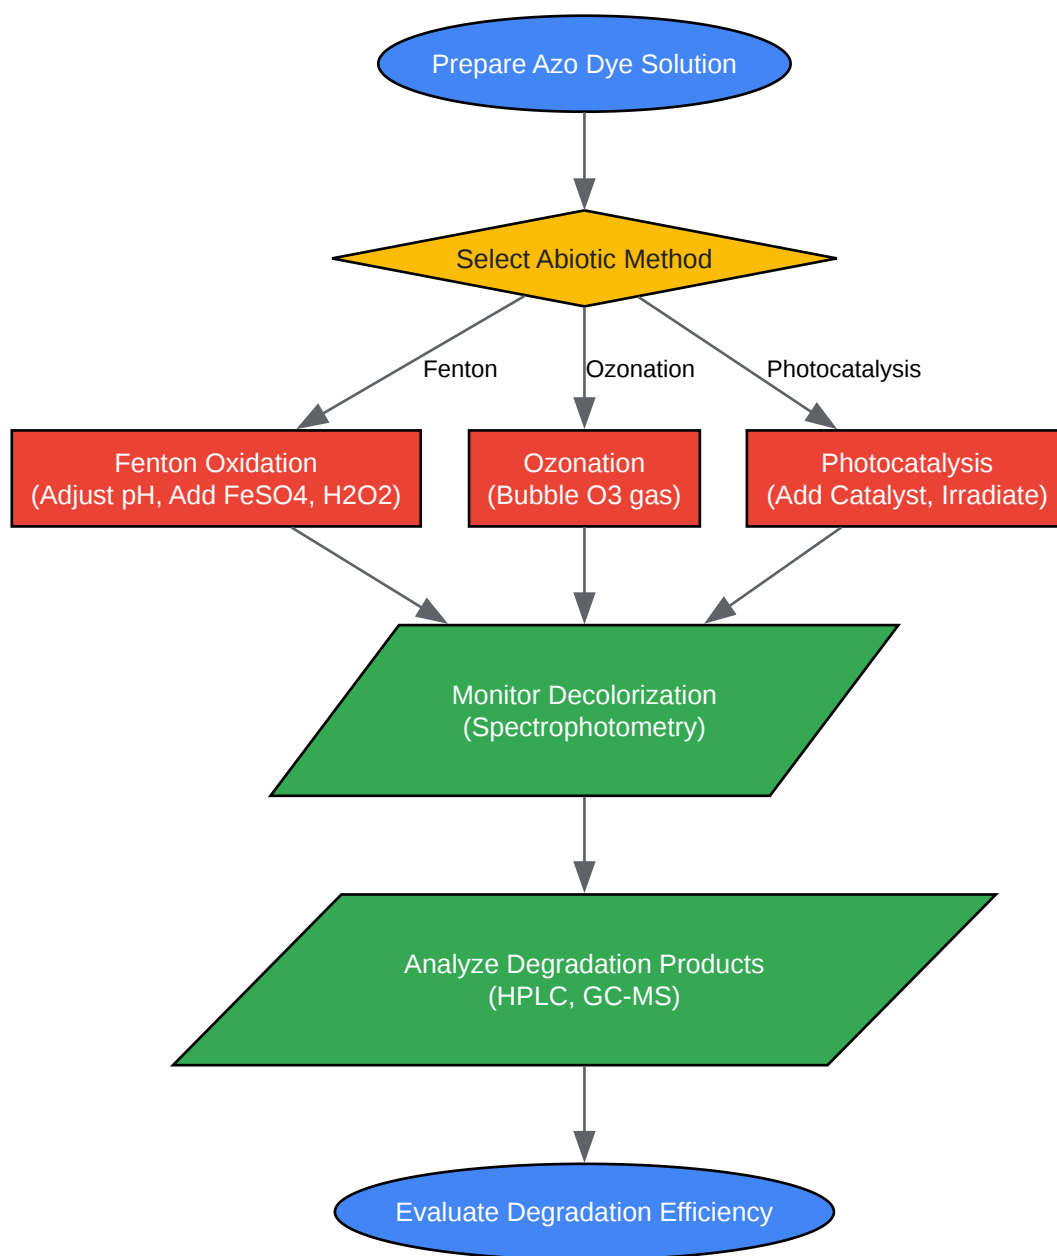 Prepare Azo Dye Solution
Select Abiotic Method
Fenton
Ozonation
Photocatalysis
Fenton Oxidation
(Adjust pH, Add FeSO4, H2O2)
Ozonation
(Bubble O3 gas)
Photocatalysis
(Add Catalyst, Irradiate)
Monitor Decolorization
(Spectrophotometry)
Analyze Degradation Products
(HPLC, GC-MS)
Evaluate Degradation Efficiency